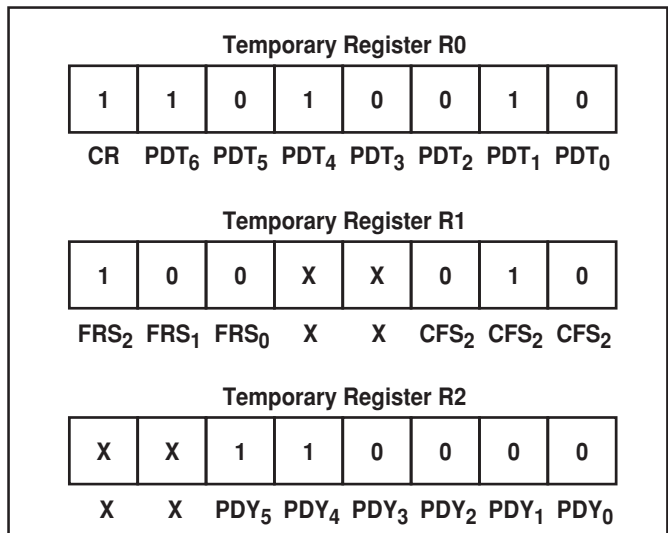 Temporary Register R0
1 1 0 1 0 0 1 0
CR PDT6 PDT5 PDT4 PDT3 PDT2 PDT1 PDT0
Temporary Register R1
1 0 0 X X 0 1 0
FRS2 FRS1 FRS0 X X CFS2 CFS2 CFS2
Temporary Register R2
X X 1 1 0 0 0 0
X X PDY5 PDY4 PDY3 PDY2 PDY1 PDY0